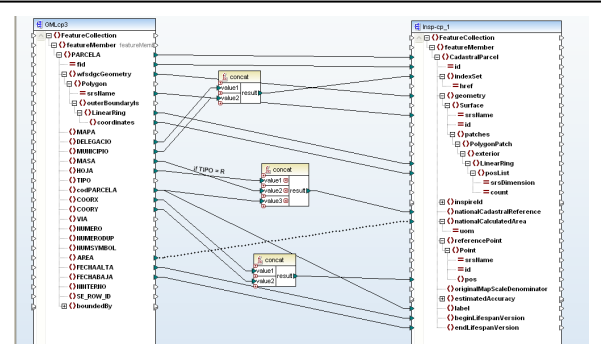 GMLcp3
FeatureCollection
featureMember featureMemb
PARCELA
fid
wfsdgcGeometry
Polygon
srsName
outerBoundaryIs
LinearRing
coordinates
MAPA
DELEGACIO
MUNICIPIO
MASA
HOJA
TIPO
codPARCELA
COORX
COORY
VIA
NUMERO
NUMERODUP
NUMSYMBOL
AREA
FECHAALTA
FECHABAJA
NINTERNO
SE_ROW_ID
boundedBy
concat
value1
value2
result
if TIPO = R
concat
value1
value2
result
value3
concat
value1
value2
result
Insp-cp_1
FeatureCollection
featureMember
CadastralParcel
id
indexSet
href
geometry
Surface
srsName
id
patches
PolygonPatch
exterior
LinearRing
posList
srsDimension
count
inspireId
nationalCadastralReference
nationalCalculatedArea
uom
referencePoint
Point
srsName
id
pos
originalMapScaleDenominator
estimatedAccuracy
label
beginLifespanVersion
endLifespanVersion